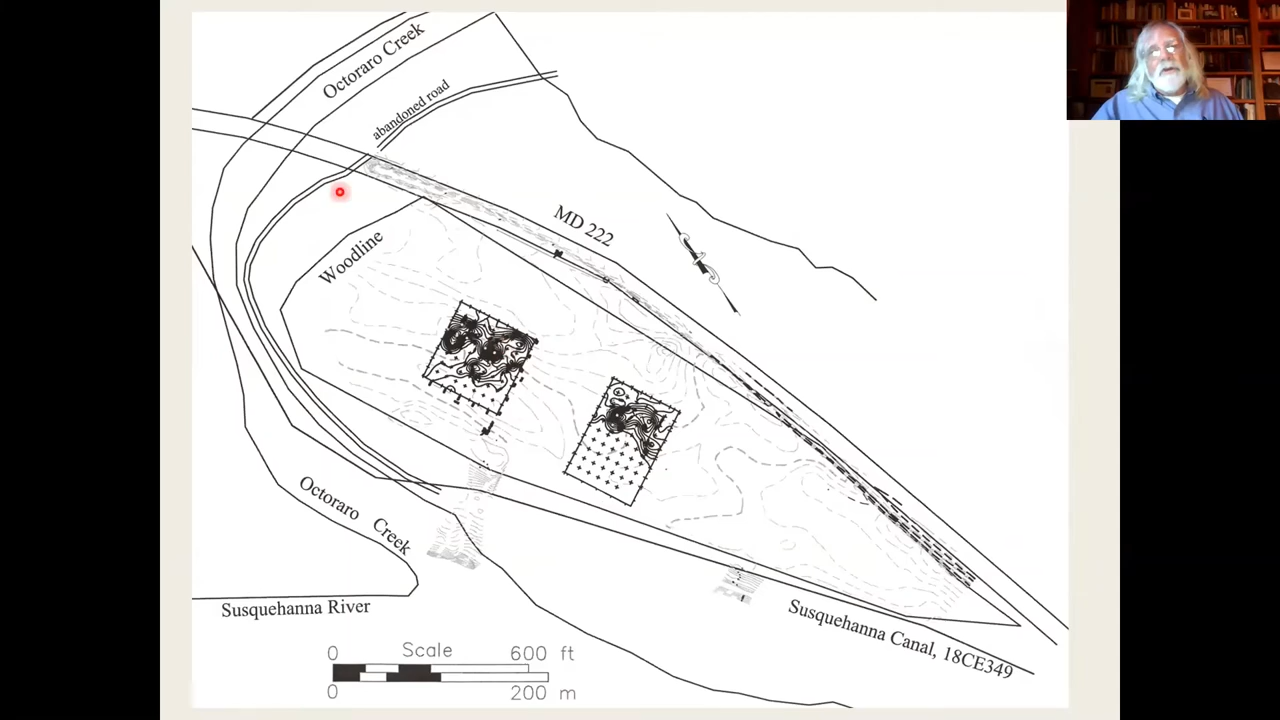 Octoraro Creek
abandoned road
MD 222
Woodline
Octoraro Creek
Susquehanna River
Susquehanna Canal, 18CE349
0 Scale 600 ft
0 200 m